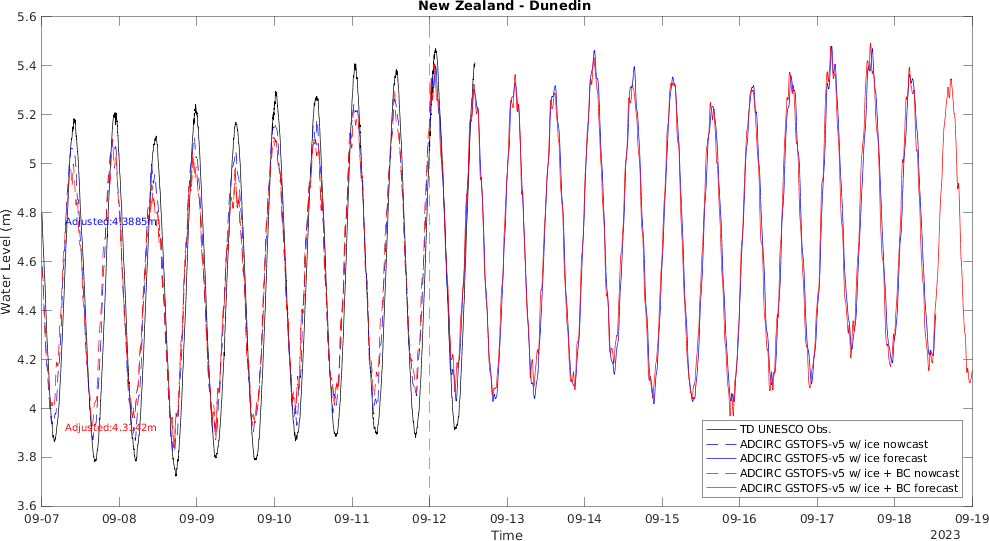 New Zealand - Dunedin
5.6
5.4
5.2
5
4.8
4.6
4.4
4.2
4
3.8
3.6
Water Level (m)
Adjusted:4.3885m
Adjusted:4.3142m
TD UNESCO Obs.
ADCIRC GSTOFS-v5 w/ ice nowcast
ADCIRC GSTOFS-v5 w/ ice forecast
ADCIRC GSTOFS-v5 w/ ice + BC nowcast
ADCIRC GSTOFS-v5 w/ ice + BC forecast
09-07 09-08 09-09 09-10 09-11 09-12 09-13 09-14 09-15 09-16 09-17 09-18 09-19
Time
2023